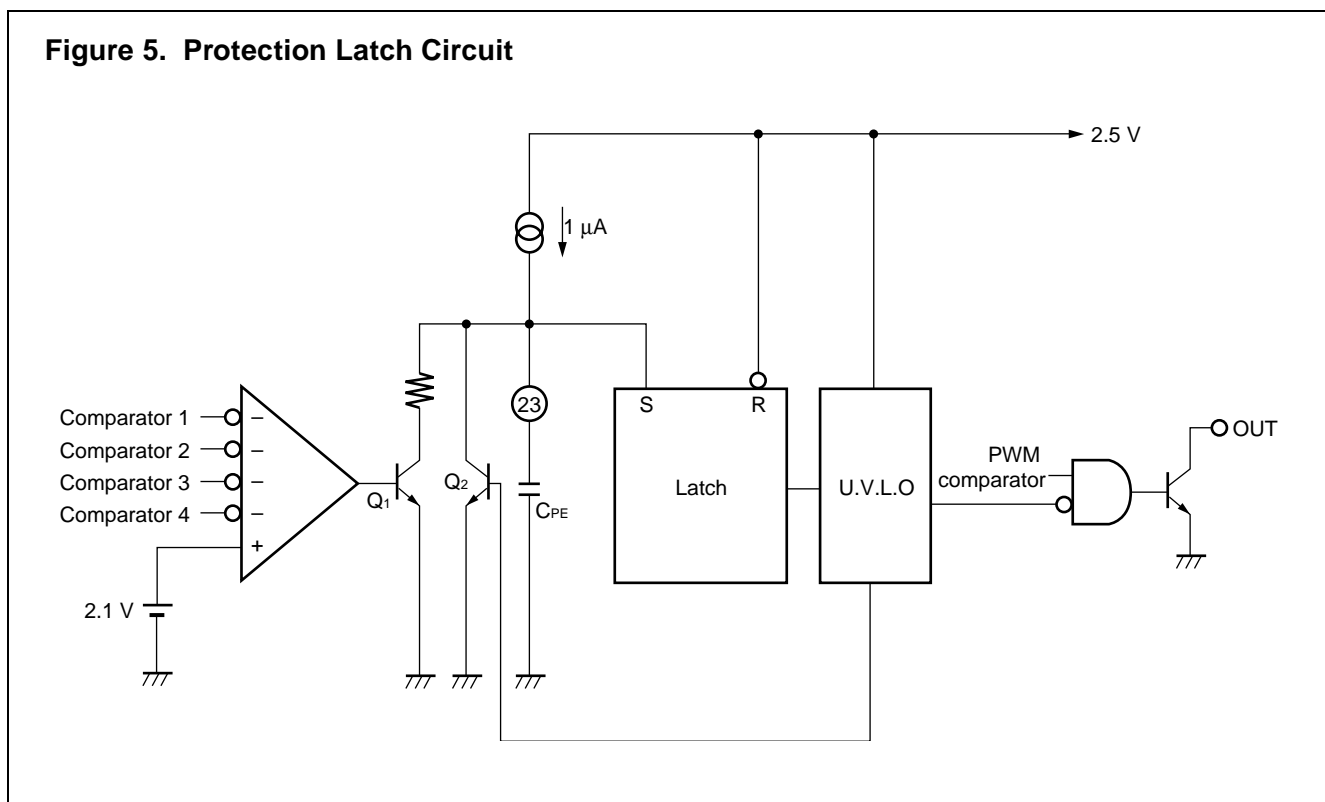 Figure 5. Protection Latch Circuit
2.5 V
1 μA
Comparator 1
Comparator 2
Comparator 3
Comparator 4
−
−
−
−
+
2.1 V
Q1
Q2
23
CPE
S
R
Latch
U.V.L.O
PWM
comparator
OUT